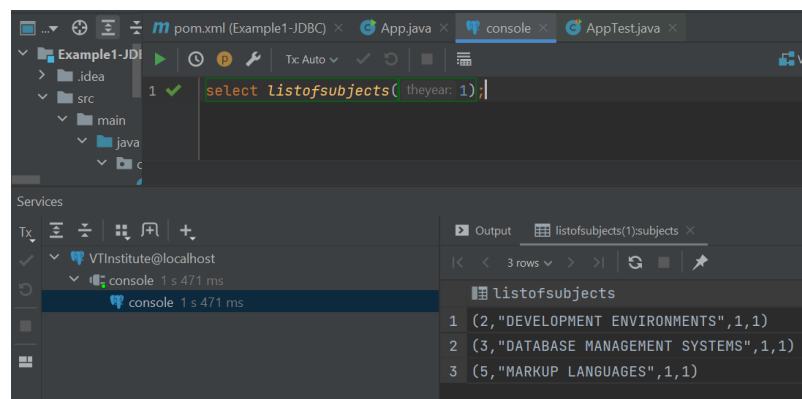 ... pom.xml (Example1-JDBC) App.java console AppTest.java
Example1-JD
.idea
src
main
java
c
Tx: Auto
1 select listofsubjects( theyear: 1);
Services
Tx
VTInstitute@localhost
console 1 s 471 ms
console 1 s 471 ms
Output listofsubjects(1):subjects
3 rows
listofsubjects
1 (2,"DEVELOPMENT ENVIRONMENTS",1,1)
2 (3,"DATABASE MANAGEMENT SYSTEMS",1,1)
3 (5,"MARKUP LANGUAGES",1,1)